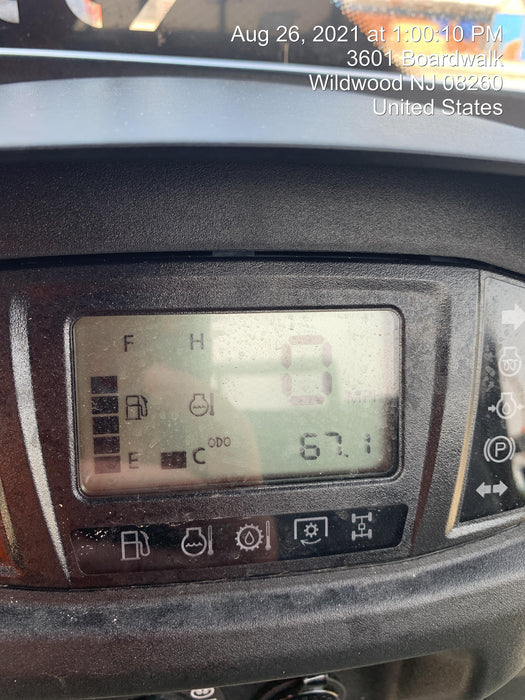 Aug 26, 2021 at 1:00:10 PM
3601 Boardwalk
Wildwood NJ 08260
United States
F H
0
MPH
E C ODO 67.1
P